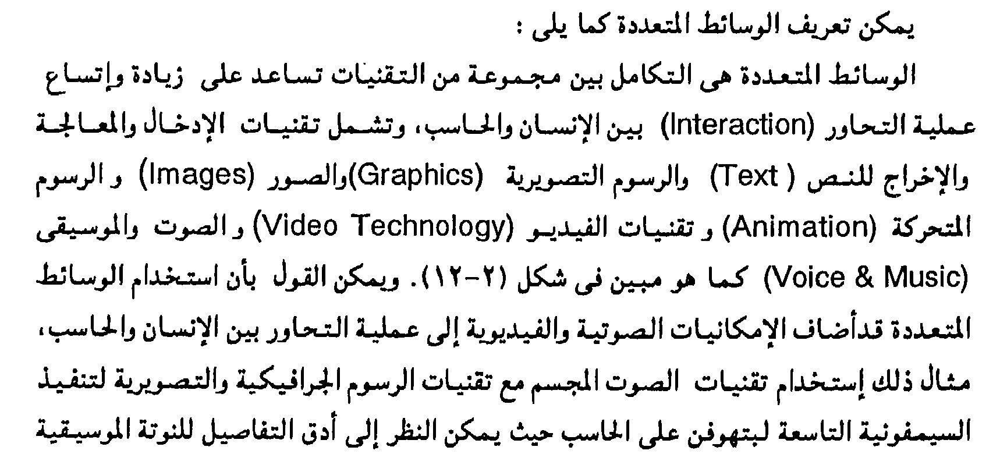 يمكن تعريف الوسائط المتعددة كما يلى :
الوسائط المتعددة هى التكامل بين مجموعة من التقنيات تساعد على زيادة وإتساع
عملية التحاور (Interaction) بين الإنسان والحاسب، وتشمل تقنيات الإدخال والمعالجة
والإخراج للنص (Text ) والرسوم التصويرية (Graphics)والصور (Images) و الرسوم
المتحركة (Animation) و تقنيات الفيديو (Video Technology) و الصوت والموسيقى
(Voice & Music) كما هو مبين فى شكل (٢-١٢). ويمكن القول بأن استخدام الوسائط
المتعددة قدأضاف الإمكانيات الصوتية والفيديوية إلى عملية التحاور بين الإنسان والحاسب،
مثال ذلك إستخدام تقنيات الصوت المجسم مع تقنيات الرسوم الجرافيكية والتصويرية لتنفيذ
السيمفونية التاسعة لبتهوفن على الحاسب حيث يمكن النظر إلى أدق التفاصيل للنوتة الموسيقية